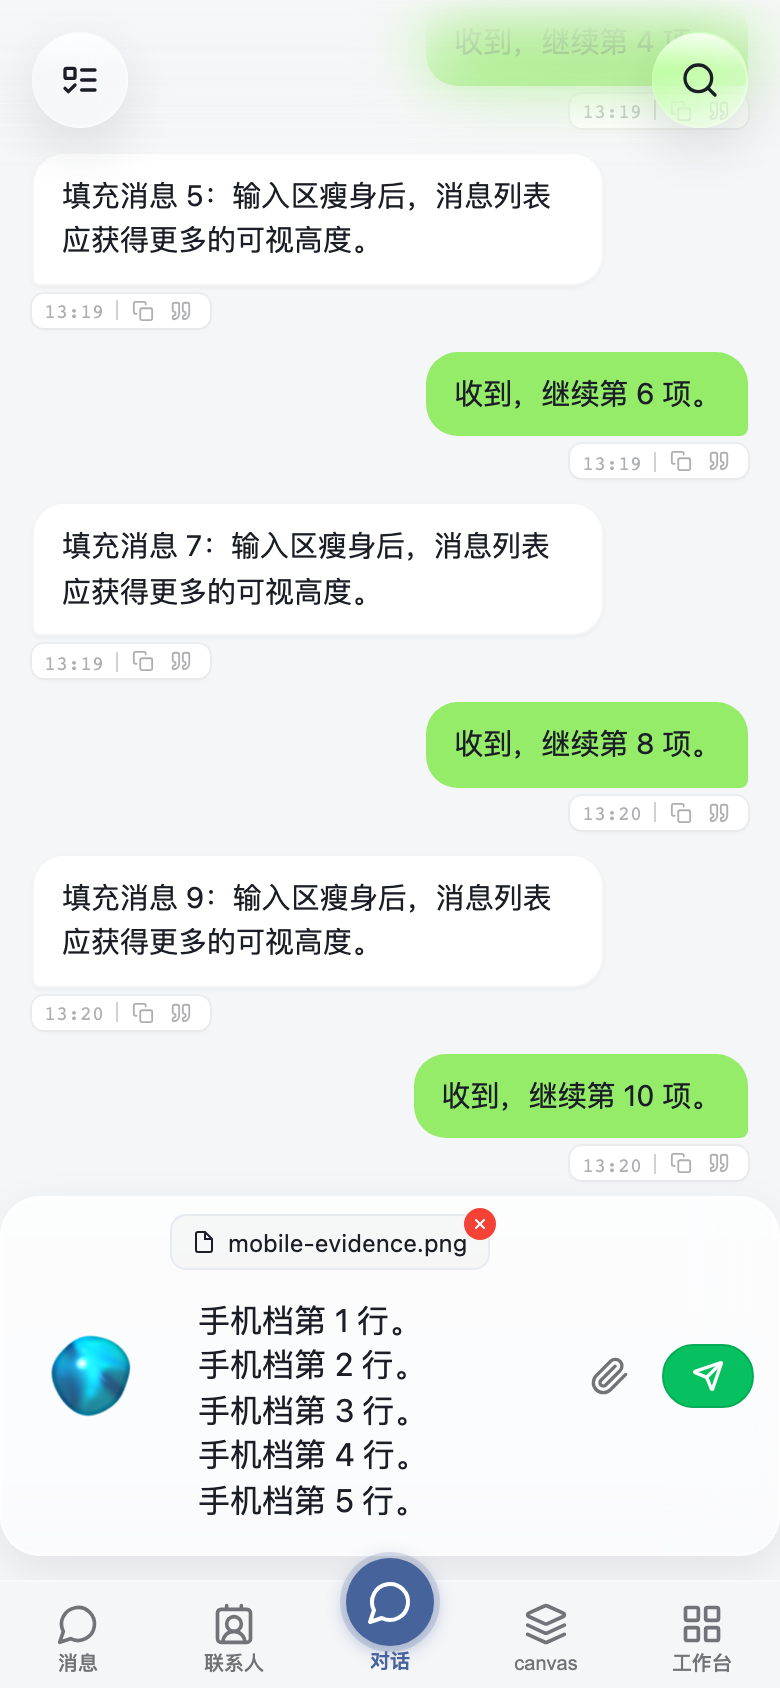 收到，继续第 4 项。
13:19
填充消息 5：输入区瘦身后，消息列表
应获得更多的可视高度。
13:19
收到，继续第 6 项。
13:19
填充消息 7：输入区瘦身后，消息列表
应获得更多的可视高度。
13:19
收到，继续第 8 项。
13:20
填充消息 9：输入区瘦身后，消息列表
应获得更多的可视高度。
13:20
收到，继续第 10 项。
13:20
mobile-evidence.png
手机档第 1 行。
手机档第 2 行。
手机档第 3 行。
手机档第 4 行。
手机档第 5 行。
消息
联系人
对话
canvas
工作台